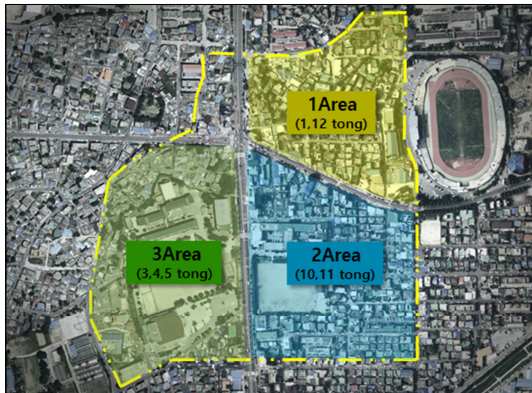 1Area
(1,12 tong)
3Area
(3,4,5 tong)
2Area
(10,11 tong)